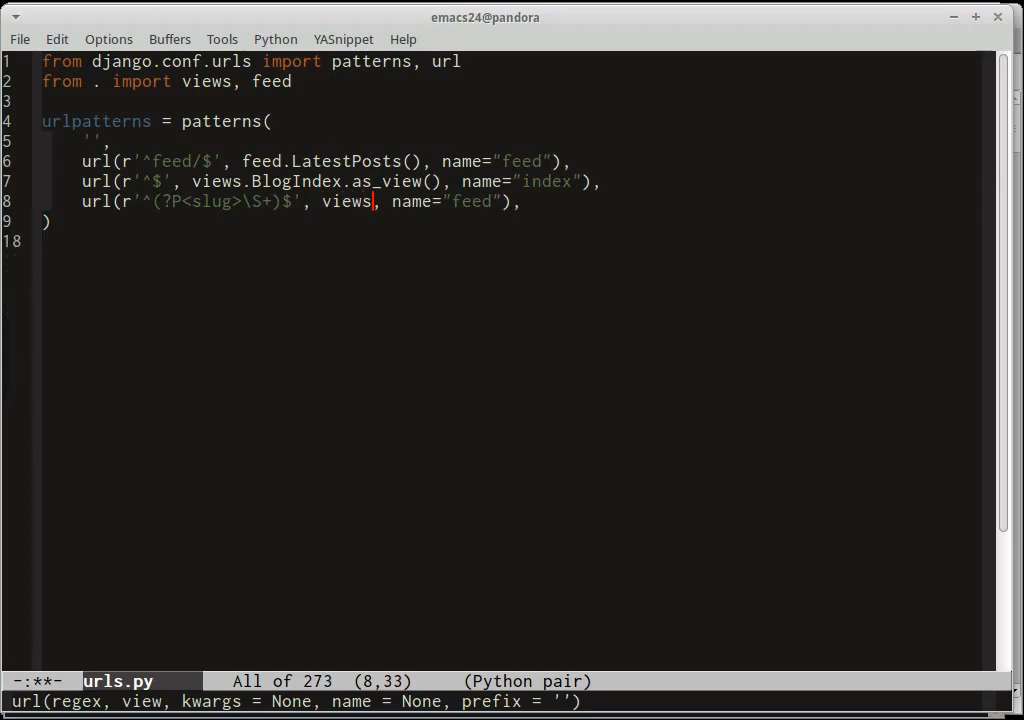 emacs24@pandora
File Edit Options Buffers Tools Python YASnippet Help
1 from django.conf.urls import patterns, url
2 from . import views, feed
3
4 urlpatterns = patterns(
5     '',
6     url(r'^feed/$', feed.LatestPosts(), name="feed"),
7     url(r'^$', views.BlogIndex.as_view(), name="index"),
8     url(r'^(?P<slug>\S+)$', views, name="feed"),
9 )
18
-:**- urls.py All of 273 (8,33) (Python pair)
url(regex, view, kwargs = None, name = None, prefix = '')